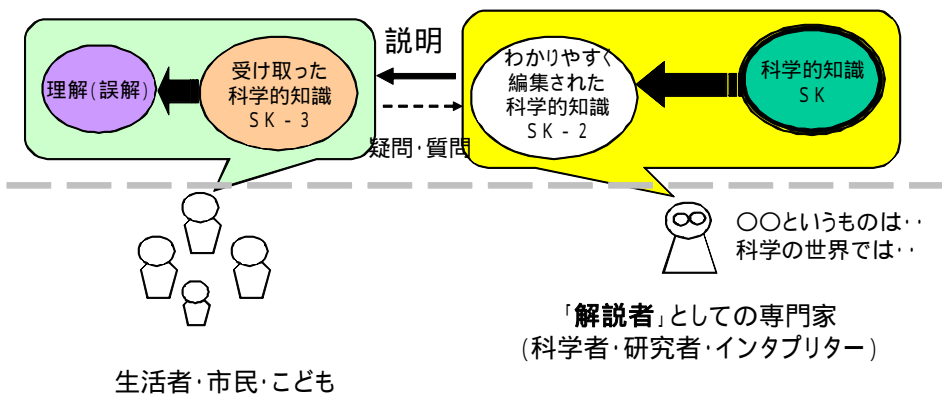 説明
理解(誤解)
受け取った
科学的知識
SK-3
わかりやすく
編集された
科学的知識
SK-2
科学的知識
SK
疑問・質問
〇〇というものは‥
科学の世界では‥
「解説者」としての専門家
(科学者・研究者・インタプリター)
生活者・市民・こども